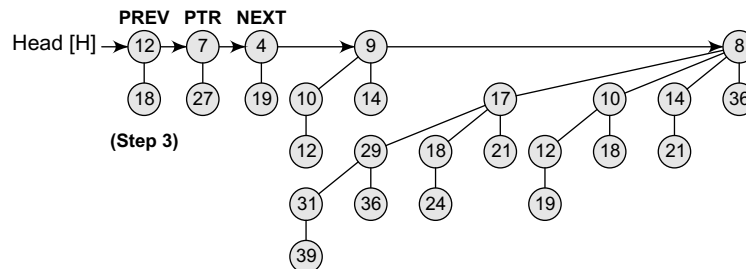 PREV PTR NEXT
Head [H] 12 7 4 9 8
18 27 19 10 14 17 10 14 36
(Step 3) 12 29 18 21 12 18 21
31 36 24 19
39